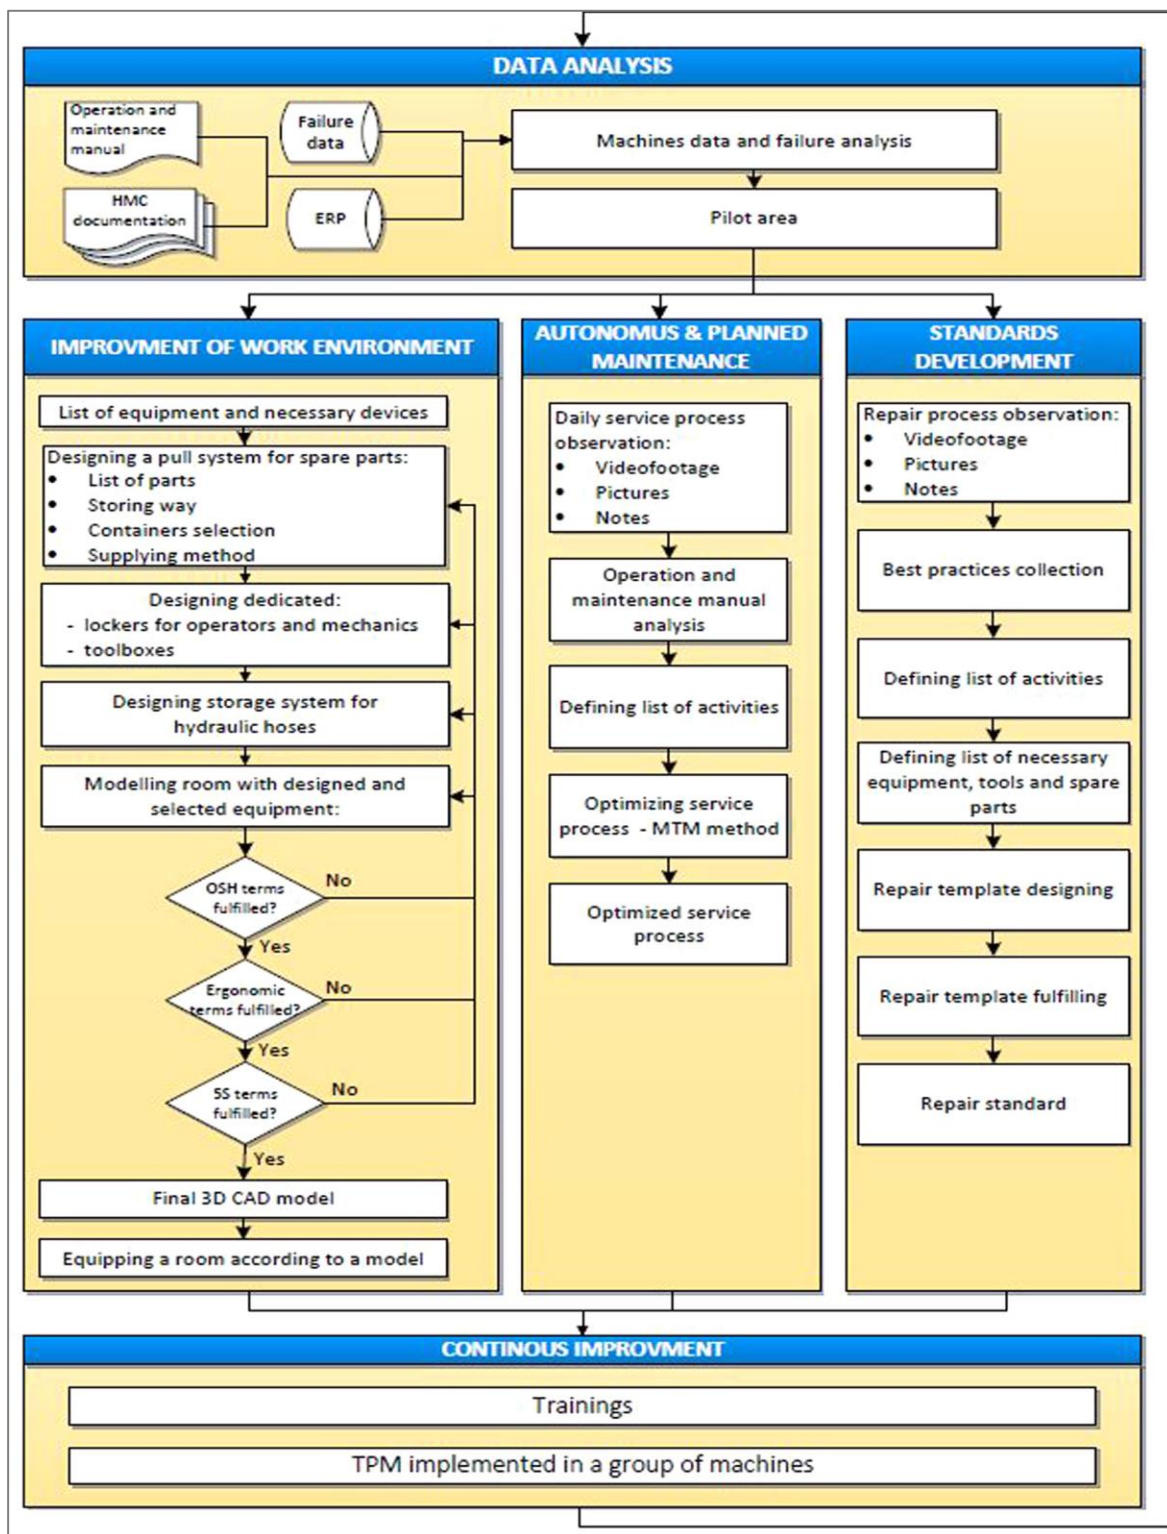 DATA ANALYSIS
Operation and
maintenance
manual
Failure
data
HMC
documentation
ERP
Machines data and failure analysis
Pilot area
IMPROVMENT OF WORK ENVIRONMENT
List of equipment and necessary devices
Designing a pull system for spare parts:
• List of parts
• Storing way
• Containers selection
• Supplying method
Designing dedicated:
- lockers for operators and mechanics
- toolboxes
Designing storage system for
hydraulic hoses
Modelling room with designed and
selected equipment:
OSH terms
fulfilled?
No
Yes
Ergonomic
terms fulfilled?
No
Yes
5S terms
fulfilled?
No
Yes
Final 3D CAD model
Equipping a room according to a model
AUTONOMUS & PLANNED
MAINTENANCE
Daily service process
observation:
• Videofootage
• Pictures
• Notes
Operation and
maintenance manual
analysis
Defining list of activities
Optimizing service
process - MTM method
Optimized service
process
STANDARDS
DEVELOPMENT
Repair process observation:
• Videofootage
• Pictures
• Notes
Best practices collection
Defining list of activities
Defining list of necessary
equipment, tools and spare
parts
Repair template designing
Repair template fulfilling
Repair standard
CONTINOUS IMPROVMENT
Trainings
TPM implemented in a group of machines